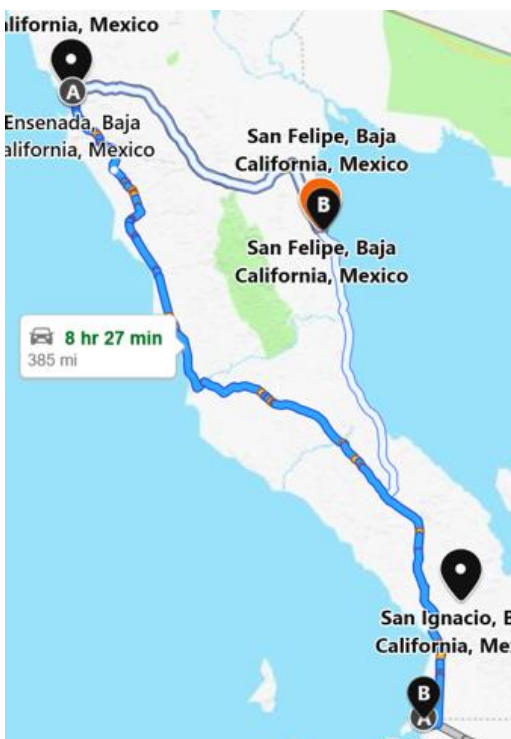 alifornia, Mexico
A
Ensenada, Baja
alifornia, Mexico
San Felipe, Baja
California, Mexico
B
San Felipe, Baja
California, Mexico
8 hr 27 min
385 mi
San Ignacio, B
California, Me
B
A